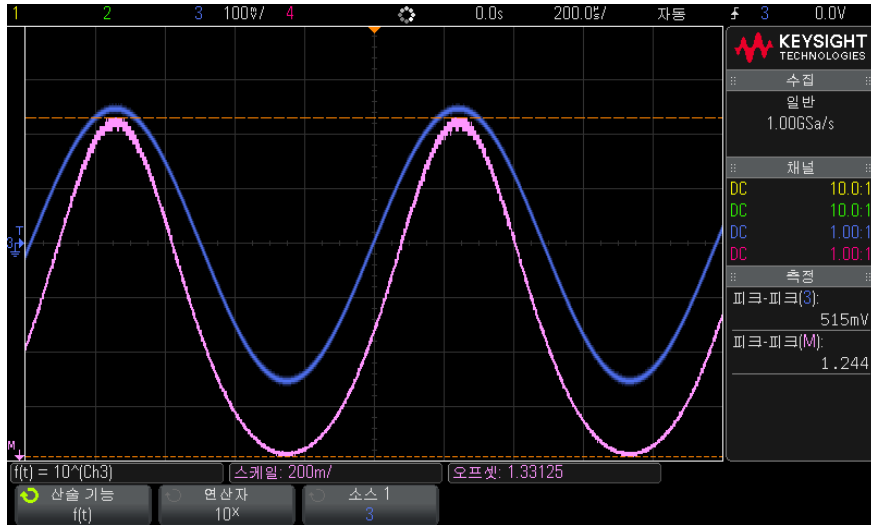 1 2 3 100℧/ 4 0.0s 200.0㎲/ 자동 3 0.0V
KEYSIGHT
TECHNOLOGIES
수집
일반
1.00GSa/s
채널
DC 10.0:1
DC 10.0:1
DC 1.00:1
DC 1.00:1
측정
피크-피크(3):
515mV
피크-피크(M):
1.244
T
3
M
f(t) = 10^(Ch3) 스케일: 200m/ 오프셋: 1.33125
산술 기능
f(t)
연산자
10ˣ
소스 1
3